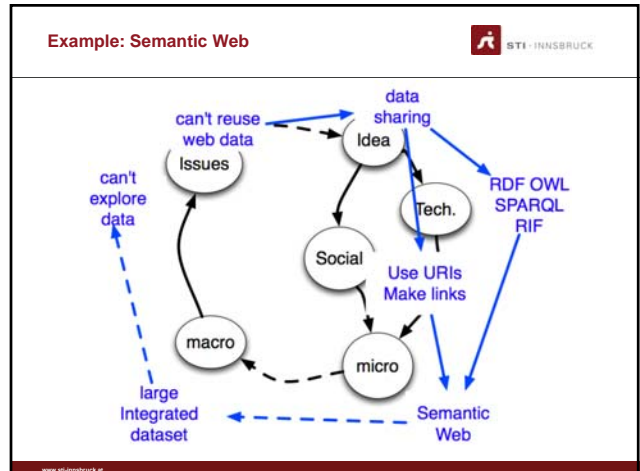 Example: Semantic Web
STI · INNSBRUCK
data
sharing
can't reuse
web data
Idea
Issues
can't
explore
data
RDF OWL
SPARQL
RIF
Tech.
Social
Use URIs
Make links
macro
micro
large
Integrated
dataset
Semantic
Web
www.sti-innsbruck.at